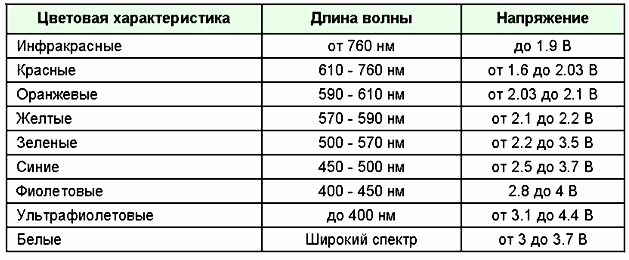 Цветовая характеристика Длина волны Напряжение
Инфракрасные от 760 нм до 1.9 В
Красные 610 - 760 нм от 1.6 до 2.03 В
Оранжевые 590 - 610 нм от 2.03 до 2.1 В
Желтые 570 - 590 нм от 2.1 до 2.2 В
Зеленые 500 - 570 нм от 2.2 до 3.5 В
Синие 450 - 500 нм от 2.5 до 3.7 В
Фиолетовые 400 - 450 нм 2.8 до 4 В
Ультрафиолетовые до 400 нм от 3.1 до 4.4 В
Белые Широкий спектр от 3 до 3.7 В